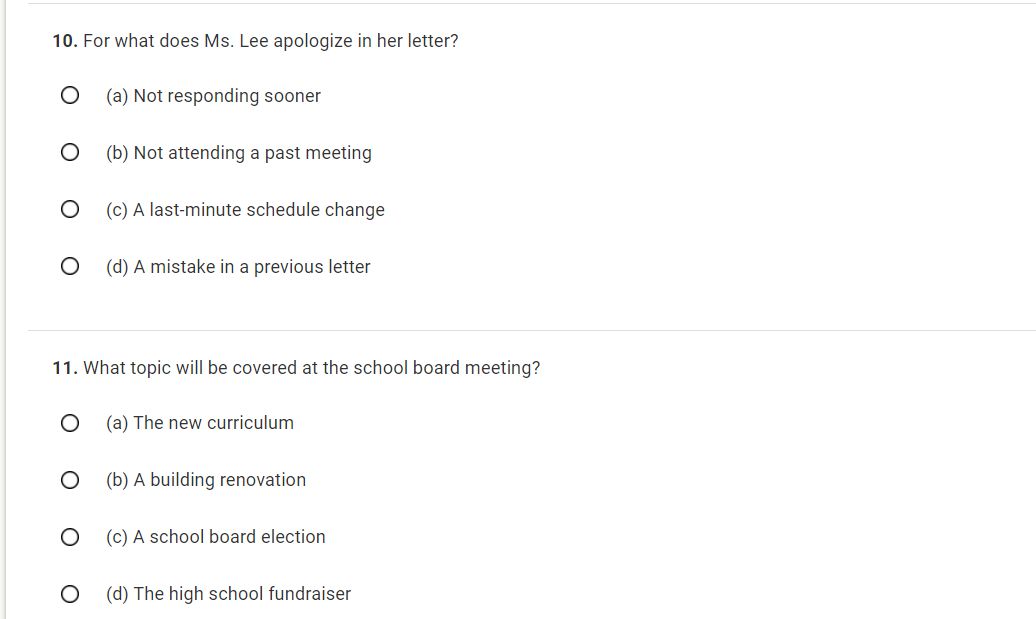 10. For what does Ms. Lee apologize in her letter?
(a) Not responding sooner
(b) Not attending a past meeting
(c) A last-minute schedule change
(d) A mistake in a previous letter
11. What topic will be covered at the school board meeting?
(a) The new curriculum
(b) A building renovation
(c) A school board election
(d) The high school fundraiser